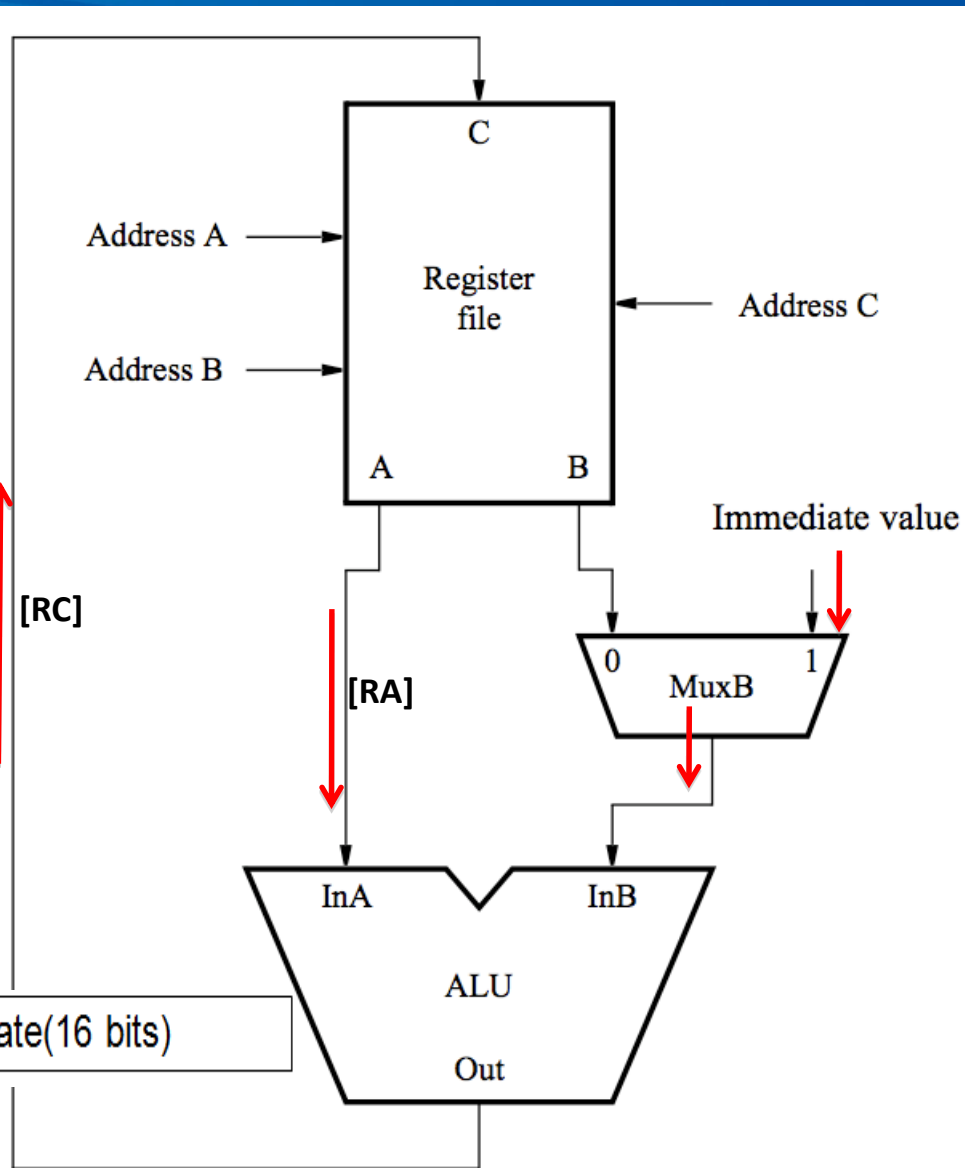 C
Address A
Register
file
Address C
Address B
A
B
Immediate value
[RC]
0
1
[RA]
MuxB
InA
InB
ALU
ate(16 bits)
Out